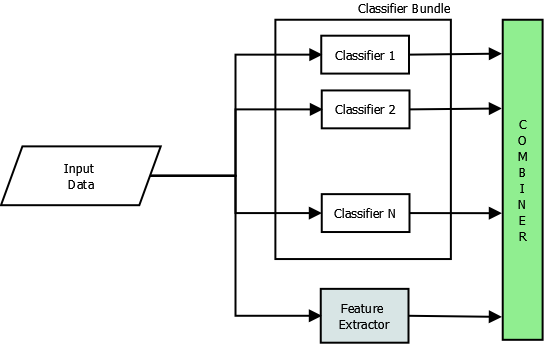 Classifier Bundle
Classifier 1
Classifier 2
Input
Data
Classifier N
Feature
Extractor
C
O
M
B
I
N
E
R